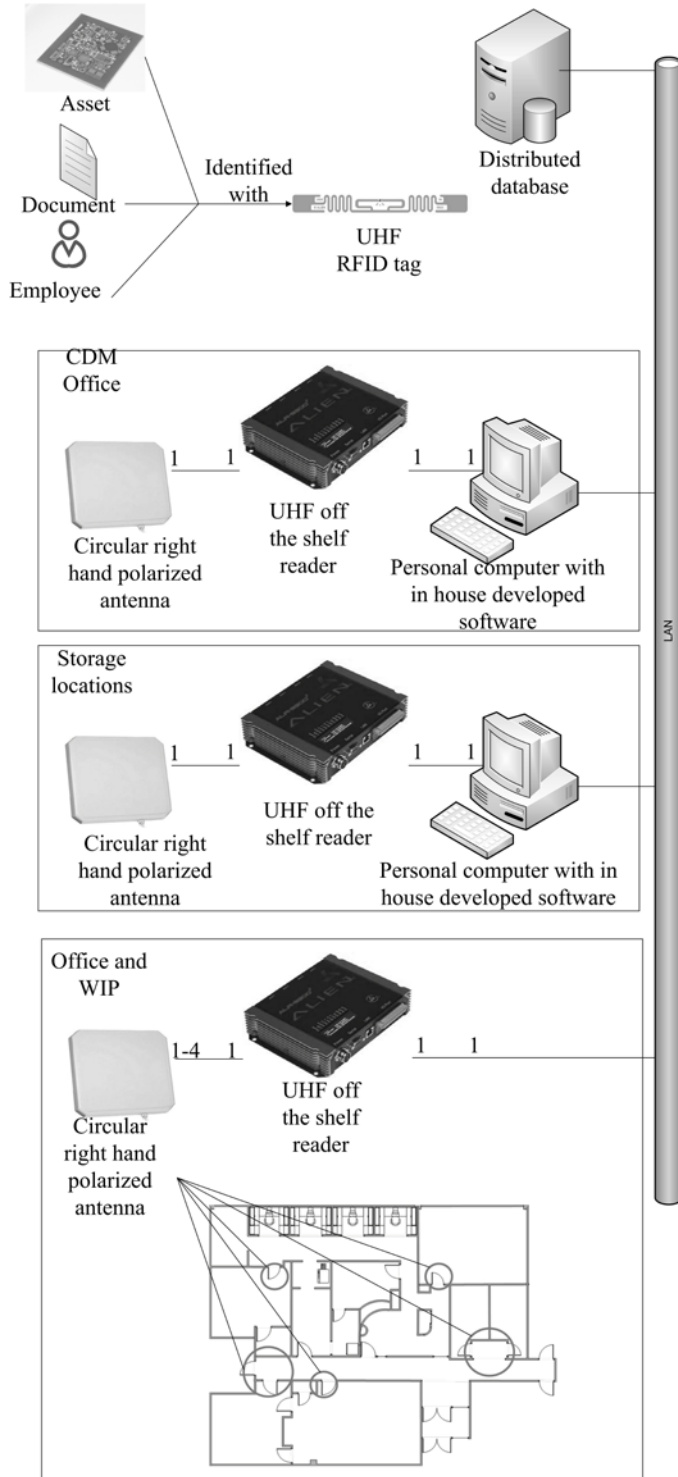 Asset
Document
Employee
Identified
with
UHF
RFID tag
Distributed
database
LAN
CDM
Office
1 1
1 1
ALIEN
UHF off
the shelf
reader
Circular right
hand polarized
antenna
Personal computer with
in house developed
software
Storage
locations
1 1
1 1
ALIEN
UHF off the
shelf reader
Circular right
hand polarized
antenna
Personal computer with in
house developed software
Office and
WIP
1-4 1
1 1
ALIEN
UHF off
the shelf
reader
Circular
right hand
polarized
antenna